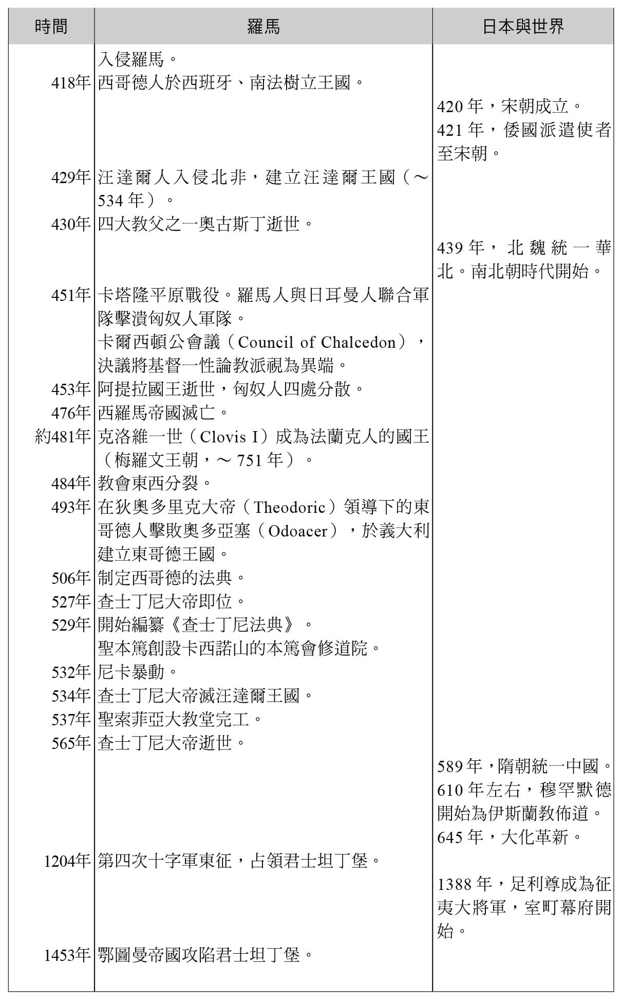 時間 羅馬 日本與世界
入侵羅馬。
418年 西哥德人於西班牙、南法樹立王國。
420 年，宋朝成立。
421 年，倭國派遣使者
至宋朝。
429年 汪達爾人入侵北非，建立汪達爾王國（～
534 年）。
430年 四大教父之一奧古斯丁逝世。
439 年，北魏統一華
北。南北朝時代開始。
451年 卡塔隆平原戰役。羅馬人與日耳曼人聯合軍
隊擊潰匈奴人軍隊。
卡爾西頓公會議（Council of Chalcedon），
決議將基督一性論教派視為異端。
453年 阿提拉國王逝世，匈奴人四處分散。
476年 西羅馬帝國滅亡。
約481年 克洛維一世（Clovis I）成為法蘭克人的國王
（梅羅文王朝，～ 751 年）。
484年 教會東西分裂。
493年 在狄奧多里克大帝（Theodoric）領導下的東
哥德人擊敗奧多亞塞（Odoacer），於義大利
建立東哥德王國。
506年 制定西哥德的法典。
527年 查士丁尼大帝即位。
529年 開始編纂《查士丁尼法典》。
聖本篤創設卡西諾山的本篤會修道院。
532年 尼卡暴動。
534年 查士丁尼大帝滅汪達爾王國。
537年 聖索菲亞大教堂完工。
565年 查士丁尼大帝逝世。
589 年，隋朝統一中國。
610 年左右，穆罕默德
開始為伊斯蘭教佈道。
645 年，大化革新。
1204年 第四次十字軍東征，占領君士坦丁堡。
1388 年，足利尊成為征
夷大將軍，室町幕府開
始。
1453年 鄂圖曼帝國攻陷君士坦丁堡。